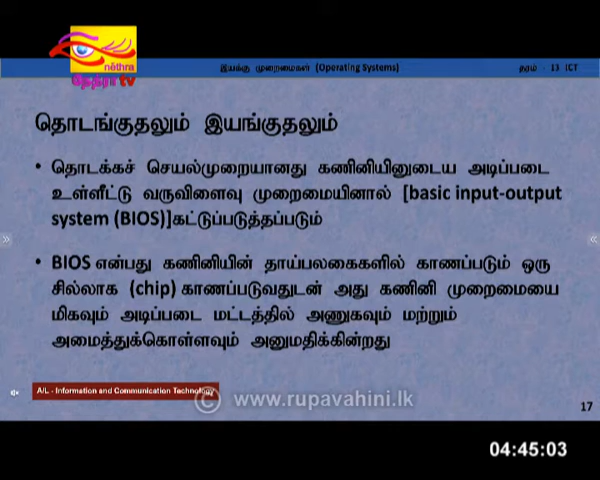 nethra
நேத்ரா tv
இயக்கு முறைமைகள் (Operating Systems)
தரம் - 13 ICT
தொடங்குதலும் இயங்குதலும்
• தொடக்கச் செயல்முறையானது கணினியினுடைய அடிப்படை
உள்ளீட்டு வருவிளைவு முறைமையினால் [basic input-output
system (BIOS)]கட்டுப்படுத்தப்படும்
• BIOS என்பது கணினியின் தாய்பலகைகளில் காணப்படும் ஒரு
சில்லாக (chip) காணப்படுவதுடன் அது கணினி முறைமையை
மிகவும் அடிப்படை மட்டத்தில் அணுகவும் மற்றும்
அமைத்துக்கொள்ளவும் அனுமதிக்கின்றது
A/L - Information and Communication Technology
© www.rupavahini.lk
17
04:45:03